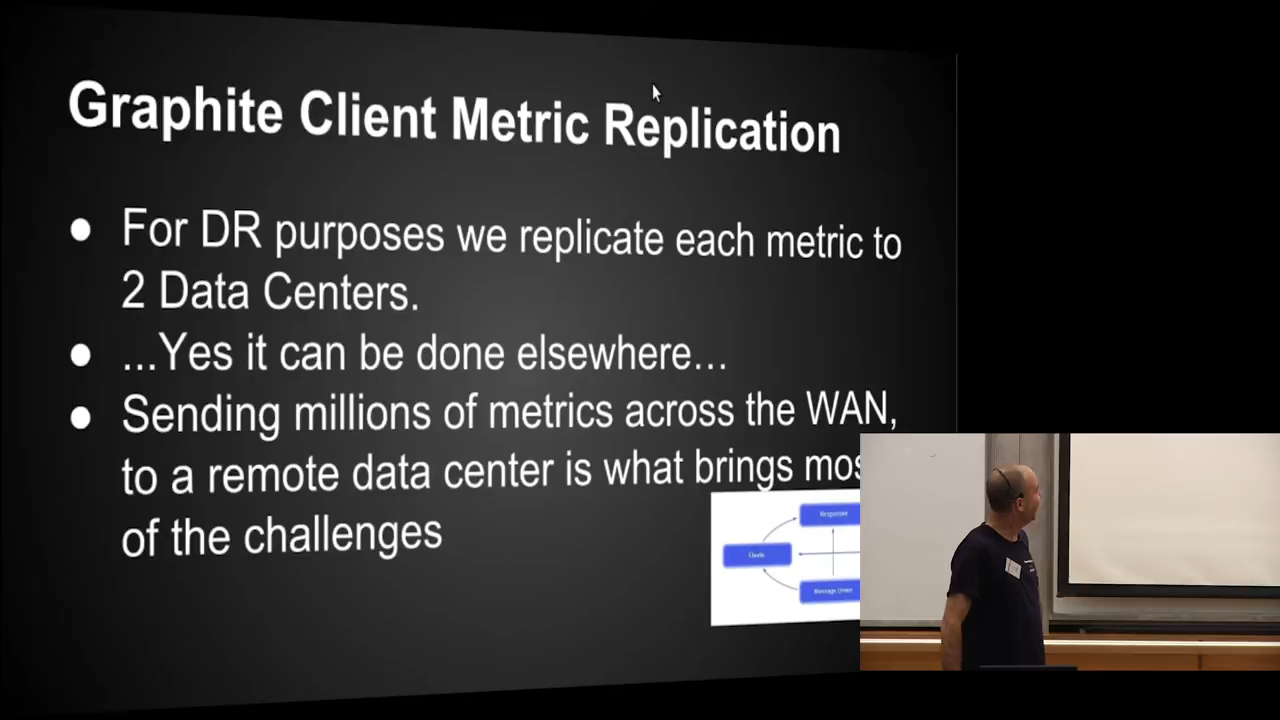 Graphite Client Metric Replication
● For DR purposes we replicate each metric to
2 Data Centers.
● ...Yes it can be done elsewhere...
● Sending millions of metrics across the WAN,
to a remote data center is what brings mos
of the challenges
Responsive
Elastic
Message Driven